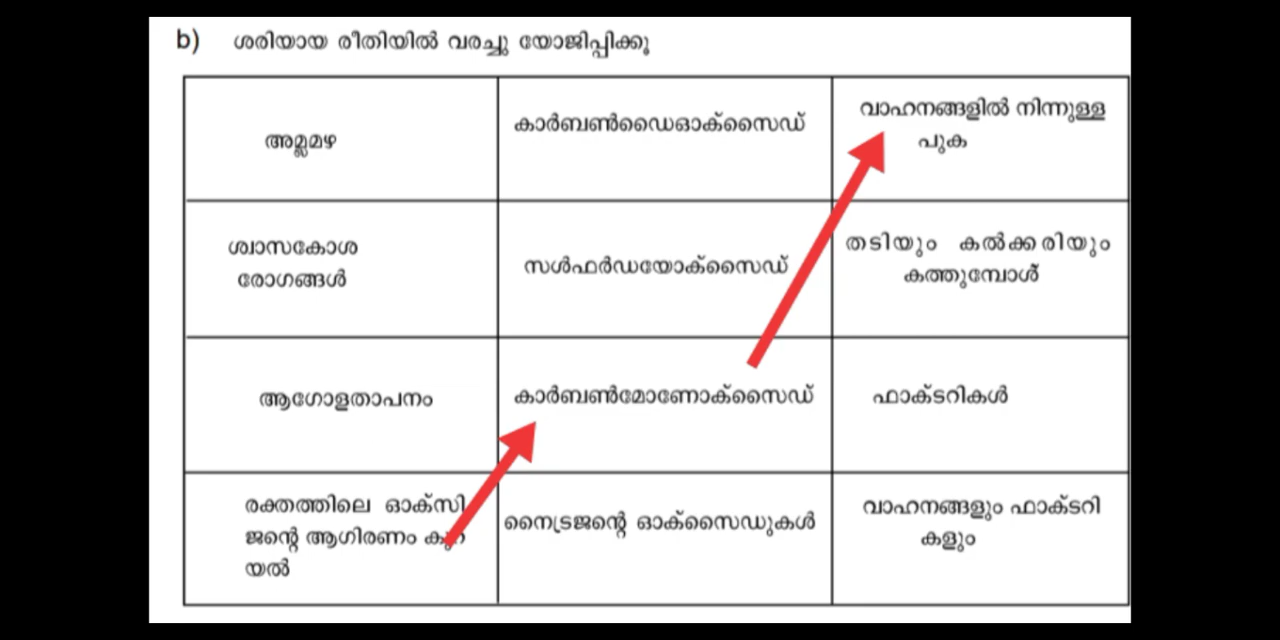 b) ശരിയായ രീതിയിൽ വരച്ചു യോജിപ്പിക്കൂ
അമ്ലമഴ
കാർബൺഡൈഓക്സൈഡ്
വാഹനങ്ങളിൽ നിന്നുള്ള
പുക
ശ്വാസകോശ
രോഗങ്ങൾ
സൾഫർഡയോക്സൈഡ്
തടിയും കൽക്കരിയും
കത്തുമ്പോൾ
ആഗോളതാപനം
കാർബൺമോണോക്സൈഡ്
ഫാക്ടറികൾ
രക്തത്തിലെ ഓക്സി
ജന്റെ ആഗിരണം കുറ
യൽ
നൈട്രജന്റെ ഓക്സൈഡുകൾ
വാഹനങ്ങളും ഫാക്ടറി
കളും